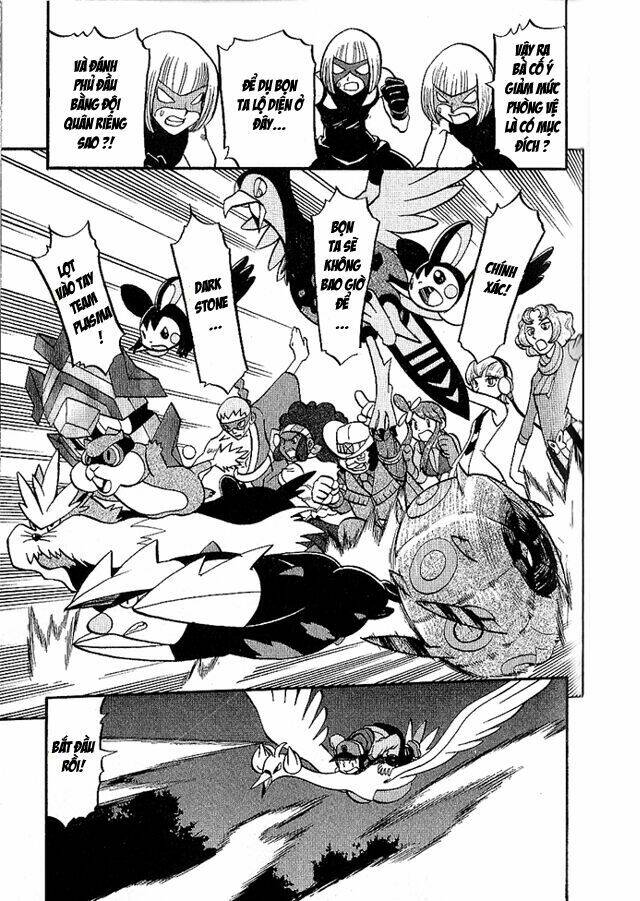 VẬY RA
BÀ CỐ Ý
GIẢM MỨC
PHÒNG VỆ
LÀ CÓ MỤC
ĐÍCH ?
ĐỂ DỤ BỌN
TA LỘ DIỆN Ở
ĐÂY...
VÀ ĐÁNH
PHỦ ĐẦU
BẰNG ĐỘI
QUÂN RIÊNG
SAO ?!
CHÍNH
XÁC!
BỌN
TA SẼ
KHÔNG
BAO GIỜ
ĐỂ
...
DARK
STONE
...
LỌT
VÀO TAY
TEAM
PLASMA
!
BẮT ĐẦU
RỒI!